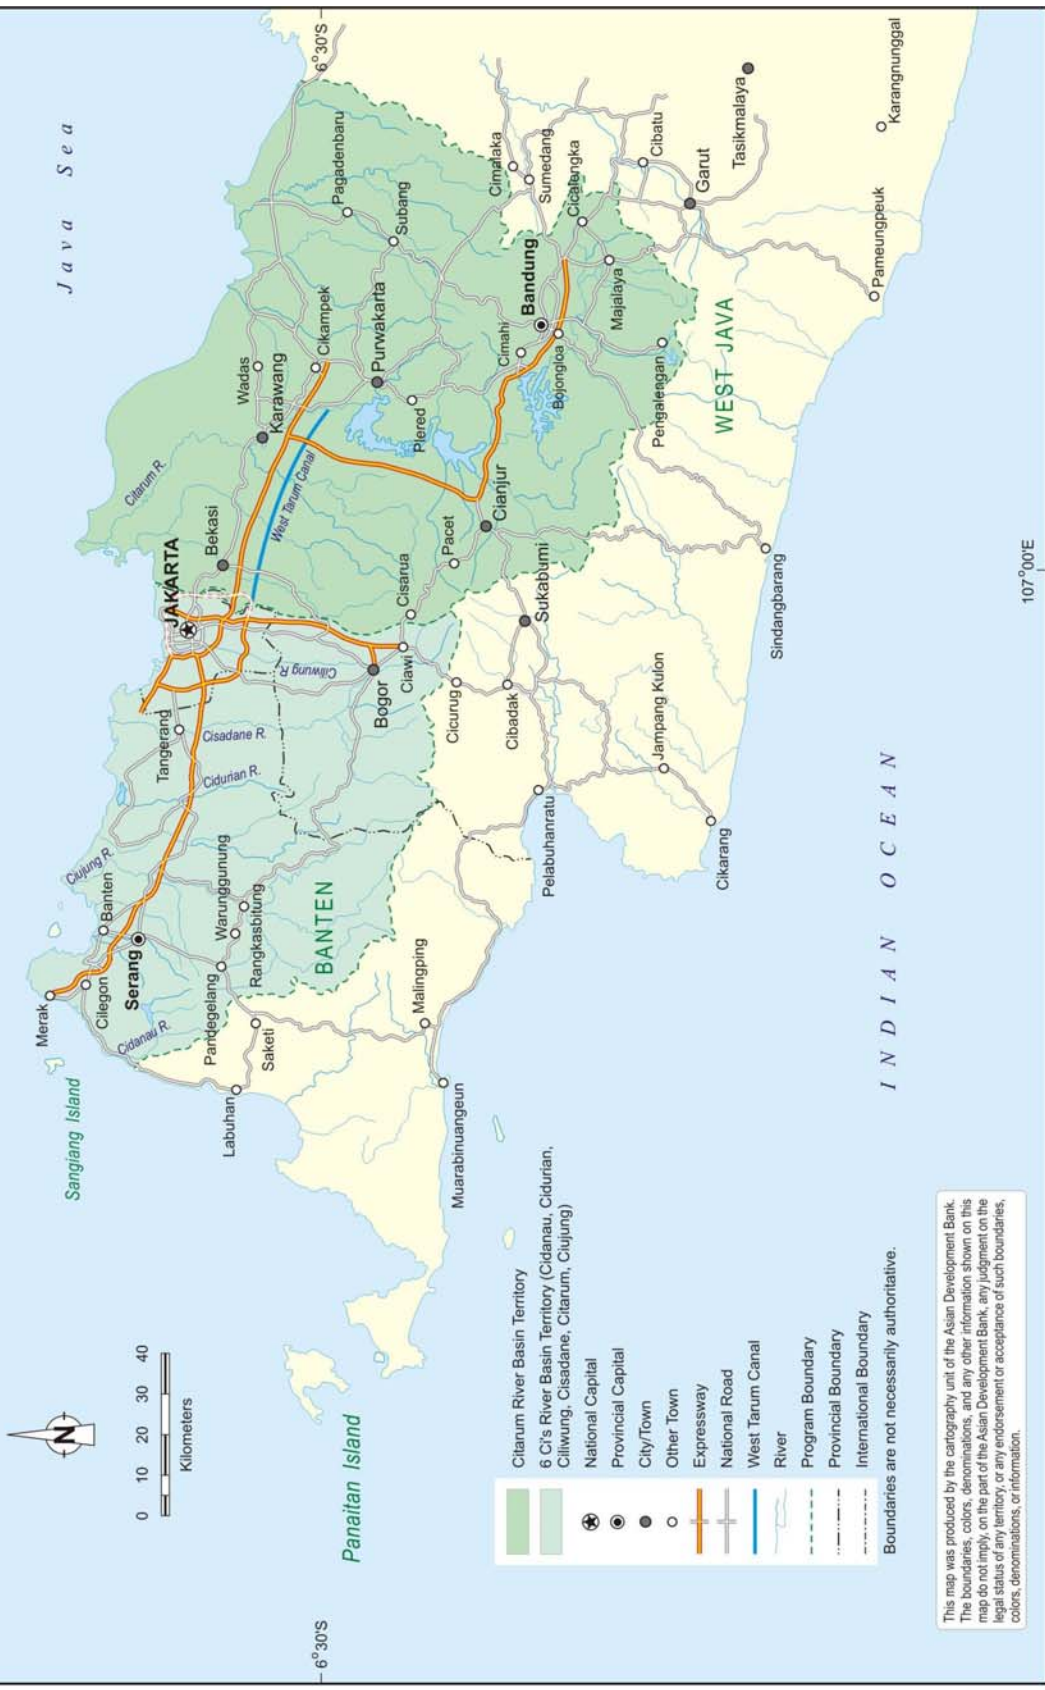 Java Sea
6°30'S
Merak
Sangiang Island
Cilegon
Banten
Serang
Cidanau R.
Ciujung R.
Pandegelang
Warunggunung
Rangkasbitung
Labuhan
Saketi
BANTEN
Tangerang
Cisadane R.
Cidurian R.
JAKARTA
Bekasi
Citarum R.
Karawang
Wadas
Cikampek
West Tarum Canal
Ciliwung R
Bogor
Ciawi
Cisarua
Pacet
Cianjur
Purwakarta
Plered
Pagadenbaru
Subang
Cicurug
Cibadak
Sukabumi
Cimahi
Bandung
Bojongloa
Cimalaka
Sumedang
Cicalengka
Majalaya
Pengalengan
Cibatu
Garut
Tasikmalaya
Karangnunggal
Pameungpeuk
WEST JAVA
Malingping
Muarabinuangeun
Pelabuhanratu
Jampang Kulon
Cikarang
Sindangbarang
INDIAN OCEAN
Panaitan Island
N
0 10 20 30 40
Kilometers
6°30'S
107°00'E
Citarum River Basin Territory
6 Ci's River Basin Territory (Cidanau, Cidurian,
Ciliwung, Cisadane, Citarum, Ciujung)
National Capital
Provincial Capital
City/Town
Other Town
Expressway
National Road
West Tarum Canal
River
Program Boundary
Provincial Boundary
International Boundary
Boundaries are not necessarily authoritative.
This map was produced by the cartography unit of the Asian Development Bank.
The boundaries, colors, denominations, and any other information shown on this
map do not imply, on the part of the Asian Development Bank, any judgment on the
legal status of any territory, or any endorsement or acceptance of such boundaries,
colors, denominations, or information.